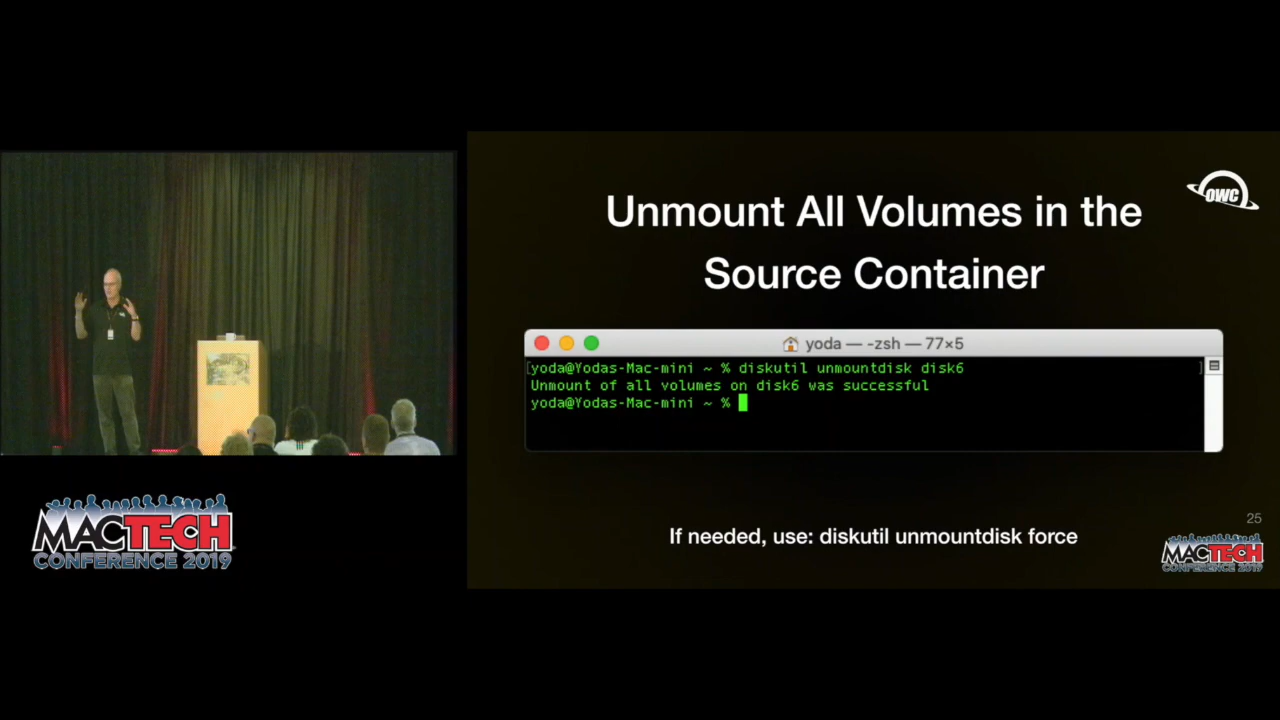 OWC
Unmount All Volumes in the
Source Container
yoda — -zsh — 77×5
[yoda@Yodas-Mac-mini ~ % diskutil unmountdisk disk6 ]
Unmount of all volumes on disk6 was successful
yoda@Yodas-Mac-mini ~ %
If needed, use: diskutil unmountdisk force
25
MACTECH
CONFERENCE 2019
MACTECH
CONFERENCE 2019